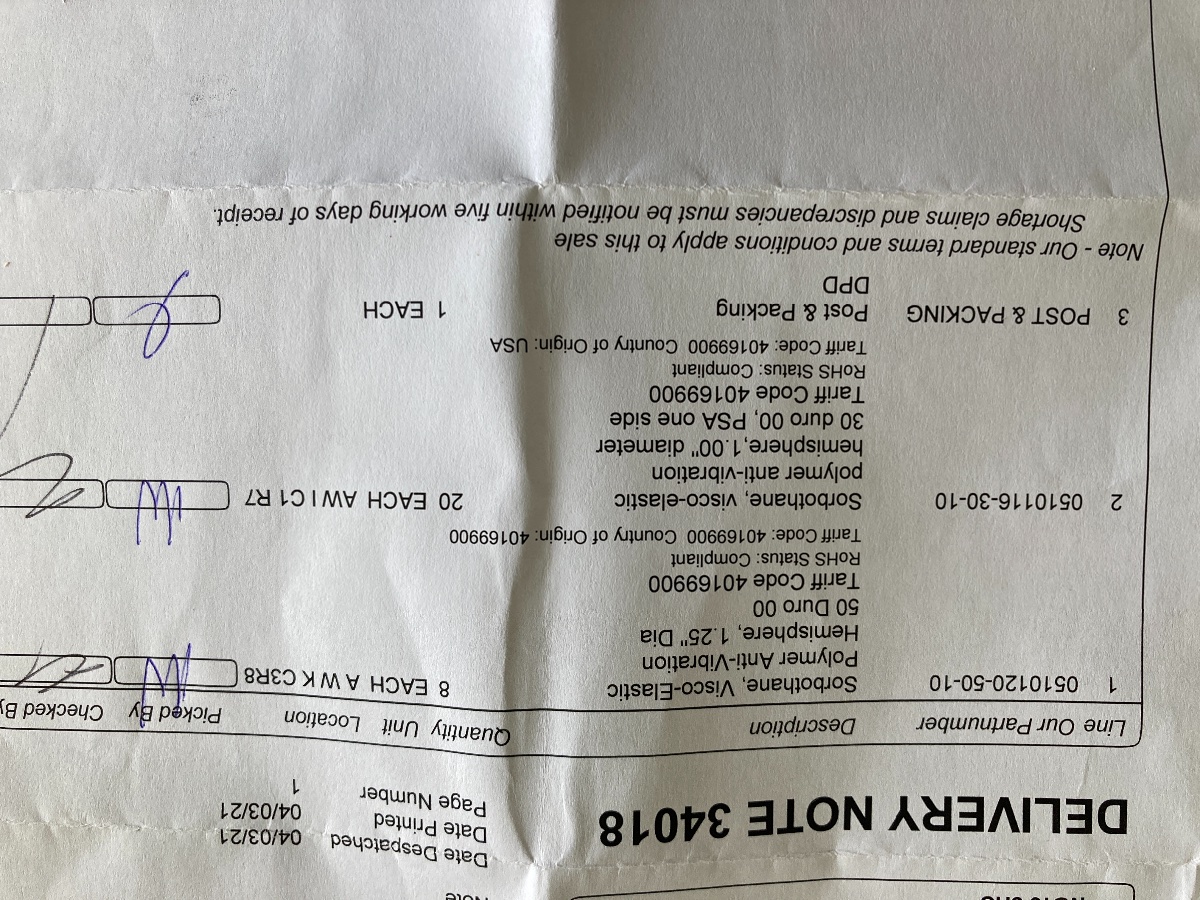 DELIVERY NOTE 34018
Date Despatched 04/03/21
Date Printed 04/03/21
Page Number 1
Line Our Partnumber Description Quantity Unit Location Picked By Checked By
1 0510120-50-10 Sorbothane, Visco-Elastic 8 EACH A W K C3R8
Polymer Anti-Vibration
Hemisphere, 1.25" Dia
50 Duro 00
Tariff Code 40169900
RoHS Status: Compliant
Tariff Code: 40169900 Country of Origin: 40169900
2 0510116-30-10 Sorbothane, visco-elastic 20 EACH AW I C1 R7
polymer anti-vibration
hemisphere,1.00" diameter
30 duro 00, PSA one side
Tariff Code 40169900
RoHS Status: Compliant
Tariff Code: 40169900 Country of Origin: USA
3 POST & PACKING Post & Packing 1 EACH
DPD
Note - Our standard terms and conditions apply to this sale
Shortage claims and discrepancies must be notified within five working days of receipt.